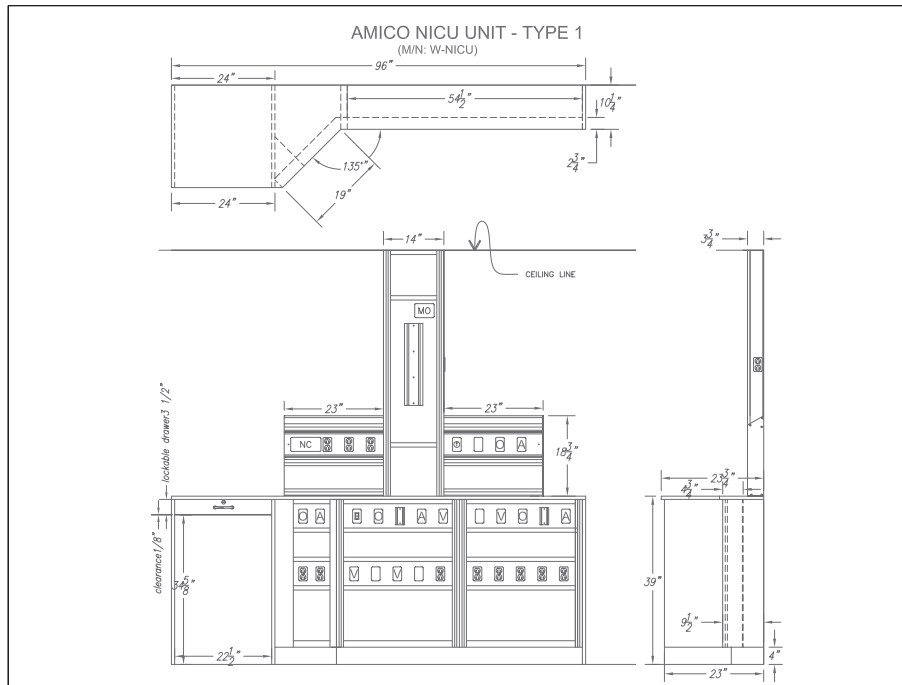 AMICO NICU UNIT - TYPE 1
(M/N: W-NICU)
96"
24"
54 1/2"
10 1/4"
135°
2 3/4"
19"
24"
14"
3 3/4"
CEILING LINE
MO
23"
23"
lockable drawer3 1/2"
NC
O A
18 3/4"
23 3/4"
4 3/4"
O A O A V V O A
clearance1/8"
34 5/8"
V V
39"
9 1/2"
22 1/2"
4"
23"